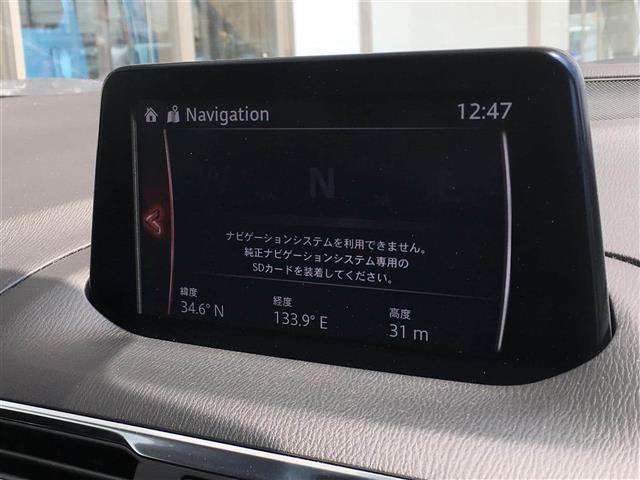 Navigation
12:47
N
E
ナビゲーションシステムを利用できません。
純正ナビゲーションシステム専用の
SDカードを装着してください。
緯度
34.6° N
経度
133.9° E
高度
31 m